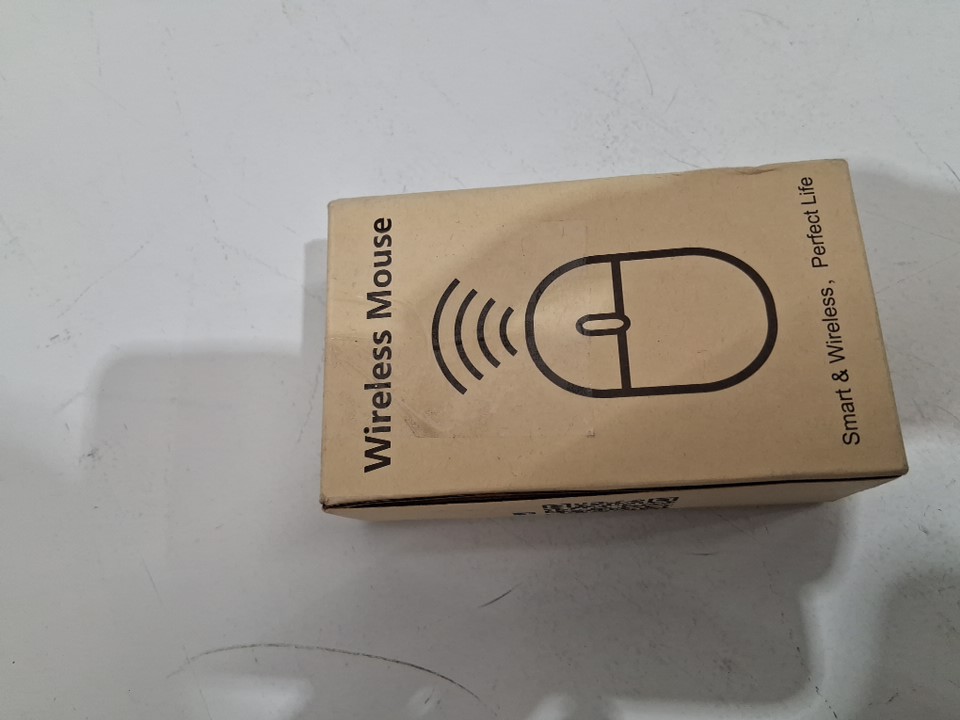 Wireless Mouse
Smart & Wireless, Perfect Life